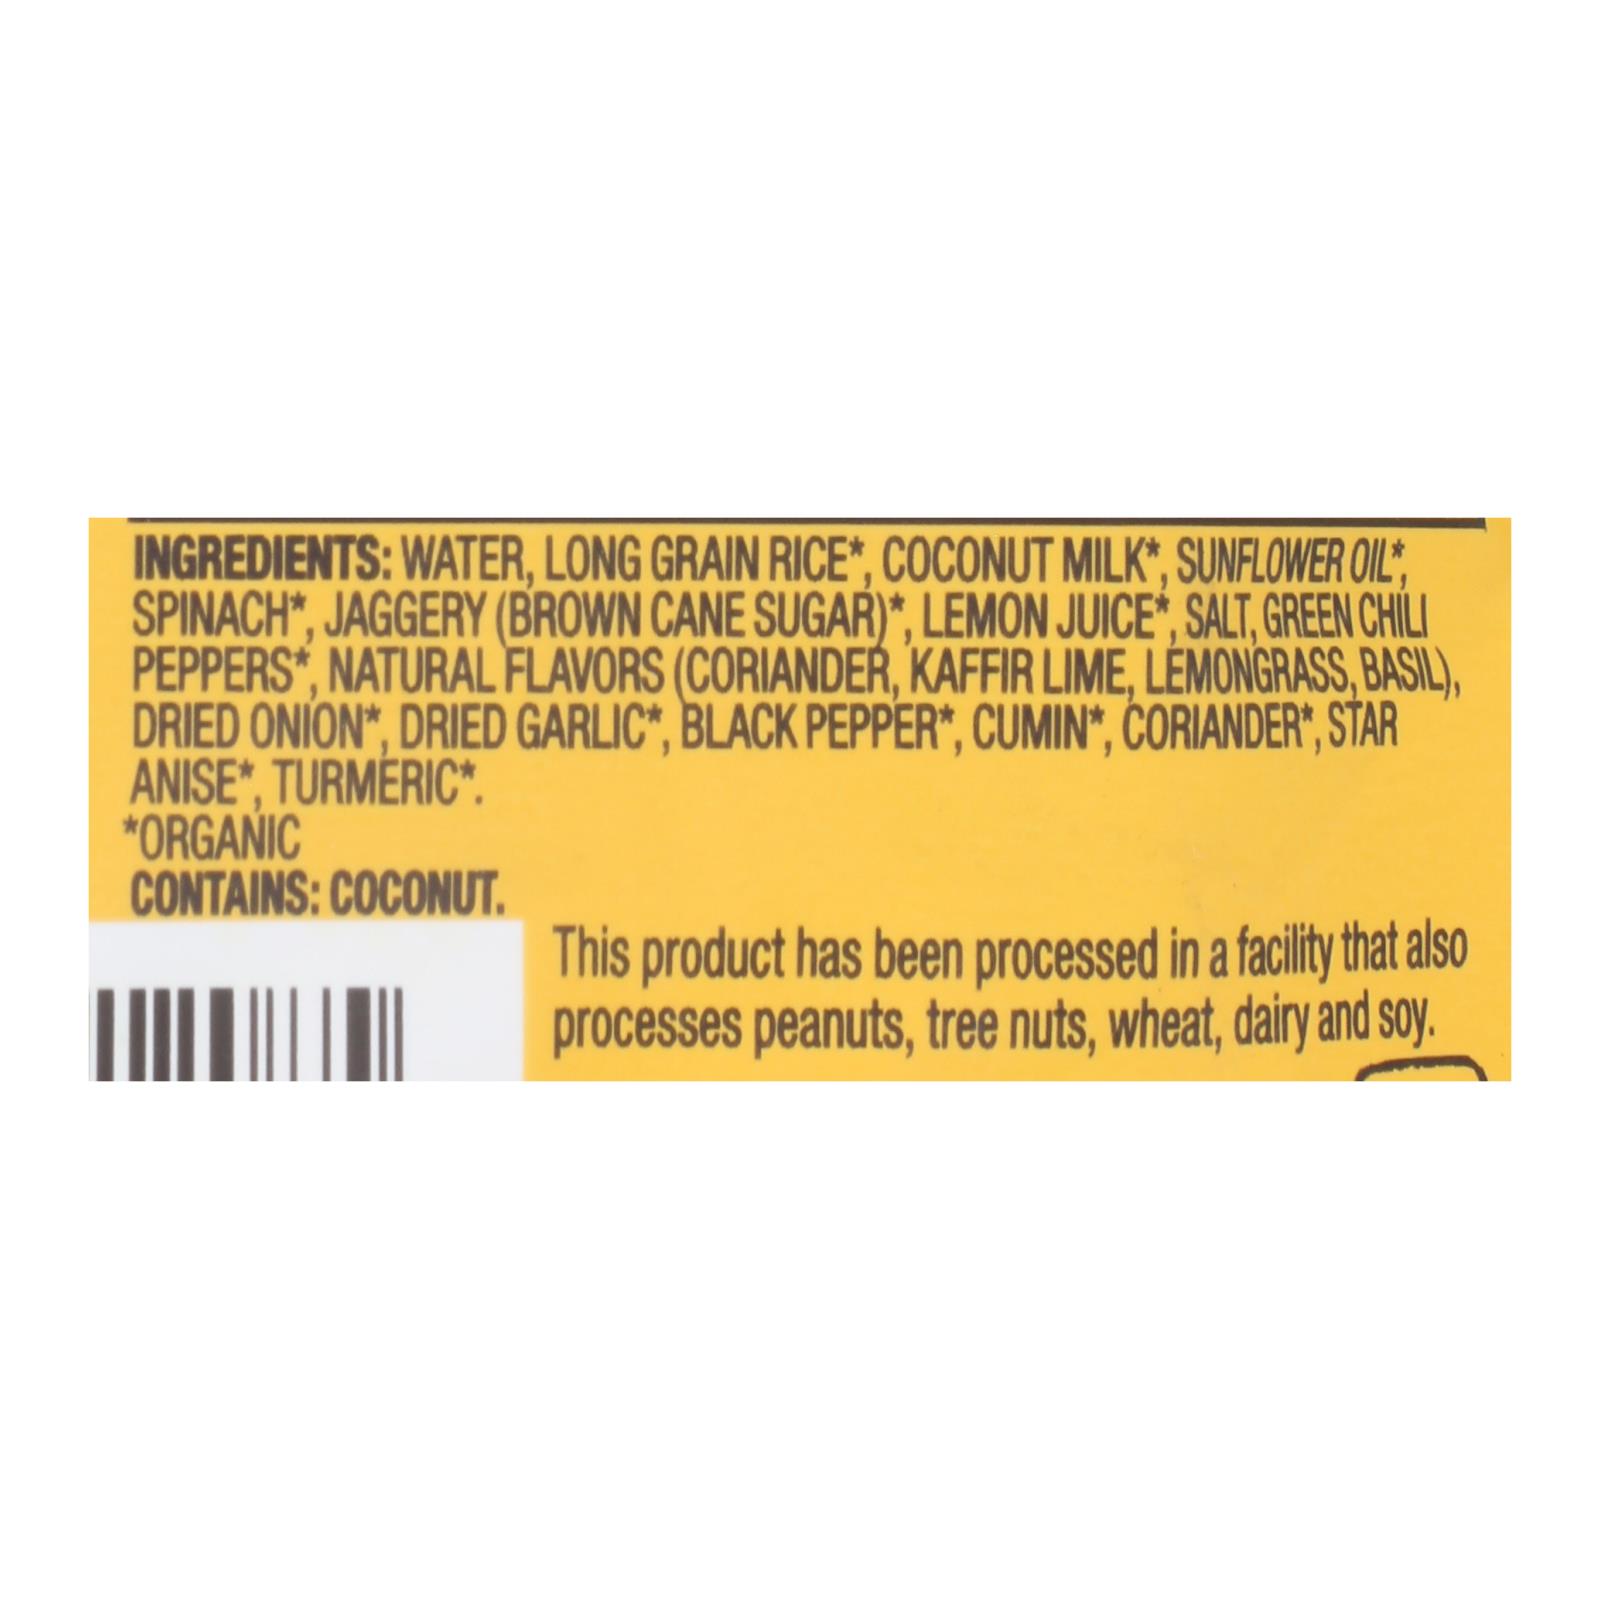 INGREDIENTS: WATER, LONG GRAIN RICE*, COCONUT MILK*, SUNFLOWER OIL*,
SPINACH*, JAGGERY (BROWN CANE SUGAR)*, LEMON JUICE*, SALT, GREEN CHILI
PEPPERS*, NATURAL FLAVORS (CORIANDER, KAFFIR LIME, LEMONGRASS, BASIL),
DRIED ONION*, DRIED GARLIC*, BLACK PEPPER*, CUMIN*, CORIANDER*, STAR
ANISE*, TURMERIC*.
*ORGANIC
CONTAINS: COCONUT.
This product has been processed in a facility that also
processes peanuts, tree nuts, wheat, dairy and soy.